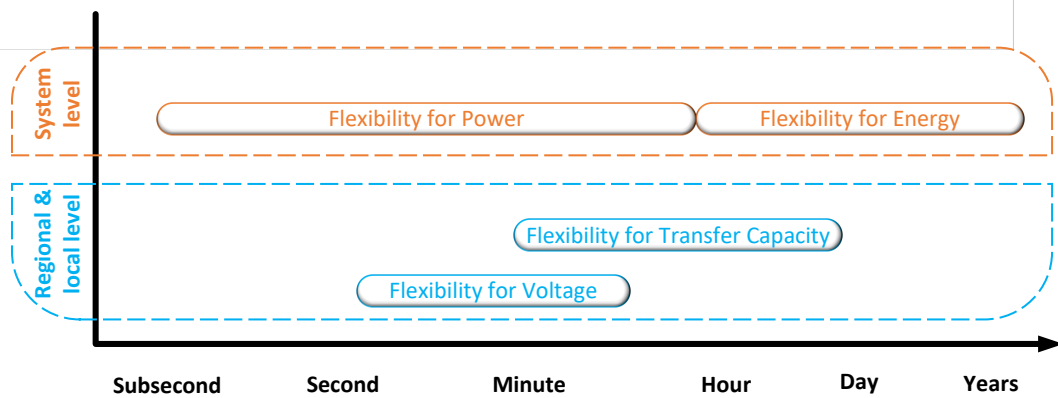 System
level
Flexibility for Power
Flexibility for Energy
Regional &
local level
Flexibility for Transfer Capacity
Flexibility for Voltage
Subsecond
Second
Minute
Hour
Day
Years